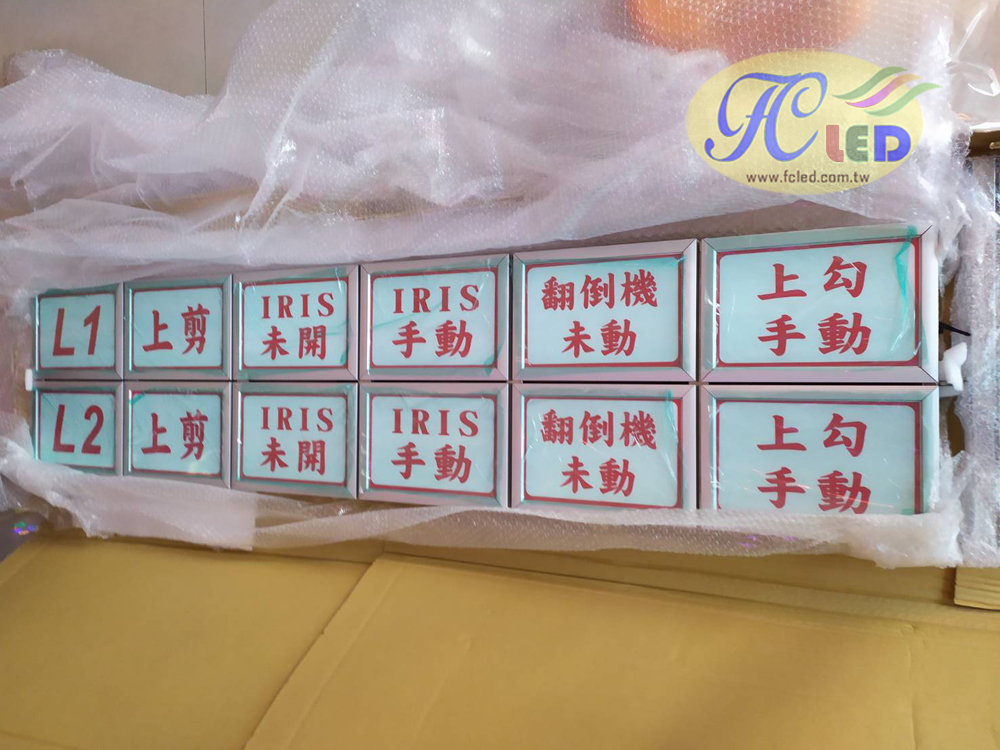 FC LED
www.fcled.com.tw
L1
上剪
IRIS
未開
IRIS
手動
翻倒機
未動
上勾
手動
L2
上剪
IRIS
未開
IRIS
手動
翻倒機
未動
上勾
手動